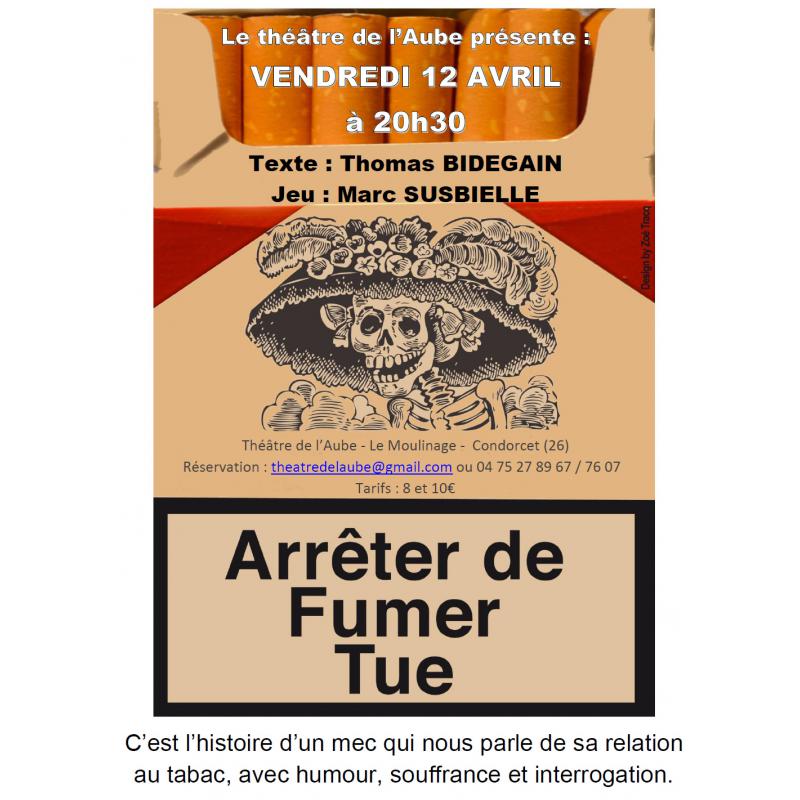 Le théâtre de l'Aube présente :
VENDREDI 12 AVRIL
à 20h30
Texte : Thomas BIDEGAIN
Jeu : Marc SUSBIELLE
Design by Zoé Tracq
Théâtre de l'Aube - Le Moulinage - Condorcet (26)
Réservation : theatredelaube@gmail.com ou 04 75 27 89 67 / 76 07
Tarifs : 8 et 10€
Arrêter de
Fumer
Tue
C'est l'histoire d'un mec qui nous parle de sa relation
au tabac, avec humour, souffrance et interrogation.